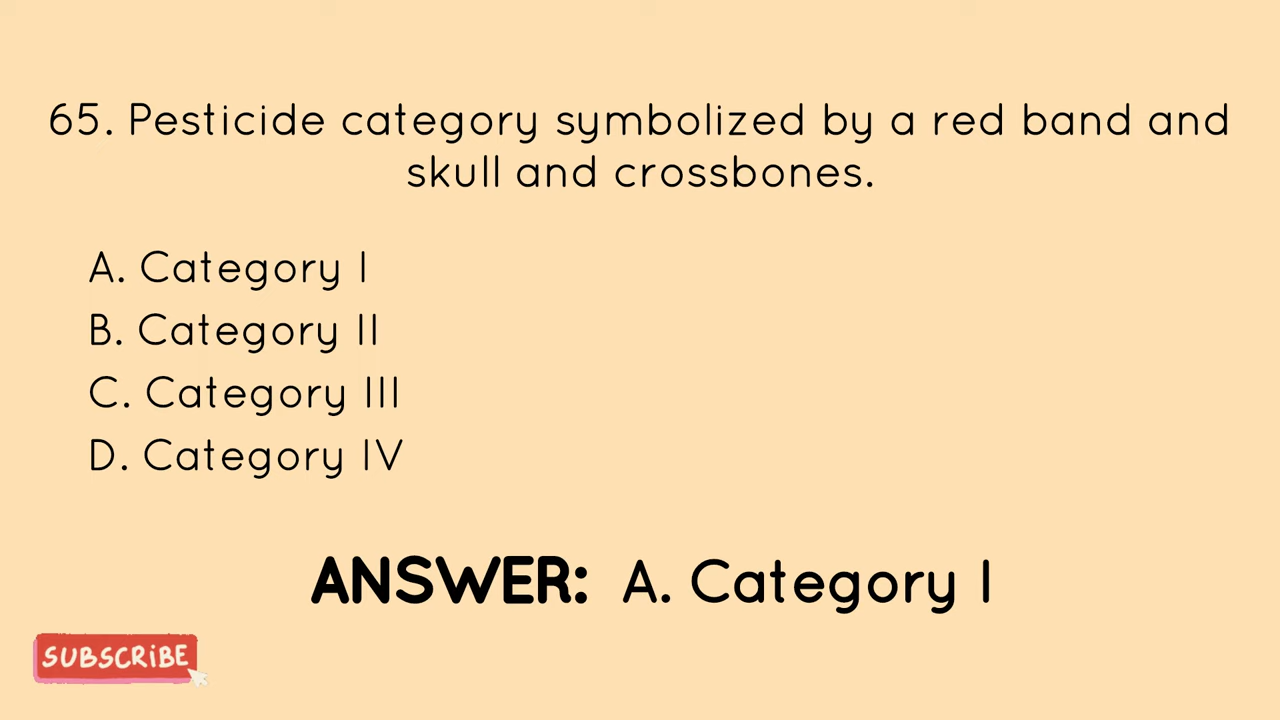 65. Pesticide category symbolized by a red band and
skull and crossbones.
A. Category I
B. Category II
C. Category III
D. Category IV
ANSWER: A. Category I
SUBSCRIBE